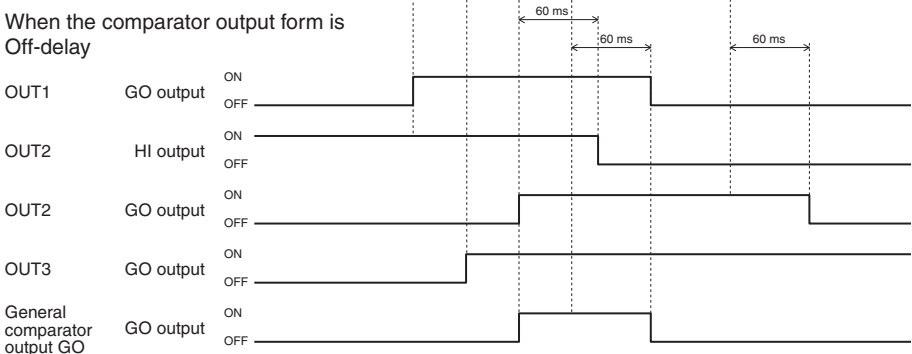 When the comparator output form is
Off-delay
60 ms
60 ms
60 ms
OUT1 GO output ON
OFF
OUT2 HI output ON
OFF
OUT2 GO output ON
OFF
OUT3 GO output ON
OFF
General
comparator
output GO
GO output ON
OFF